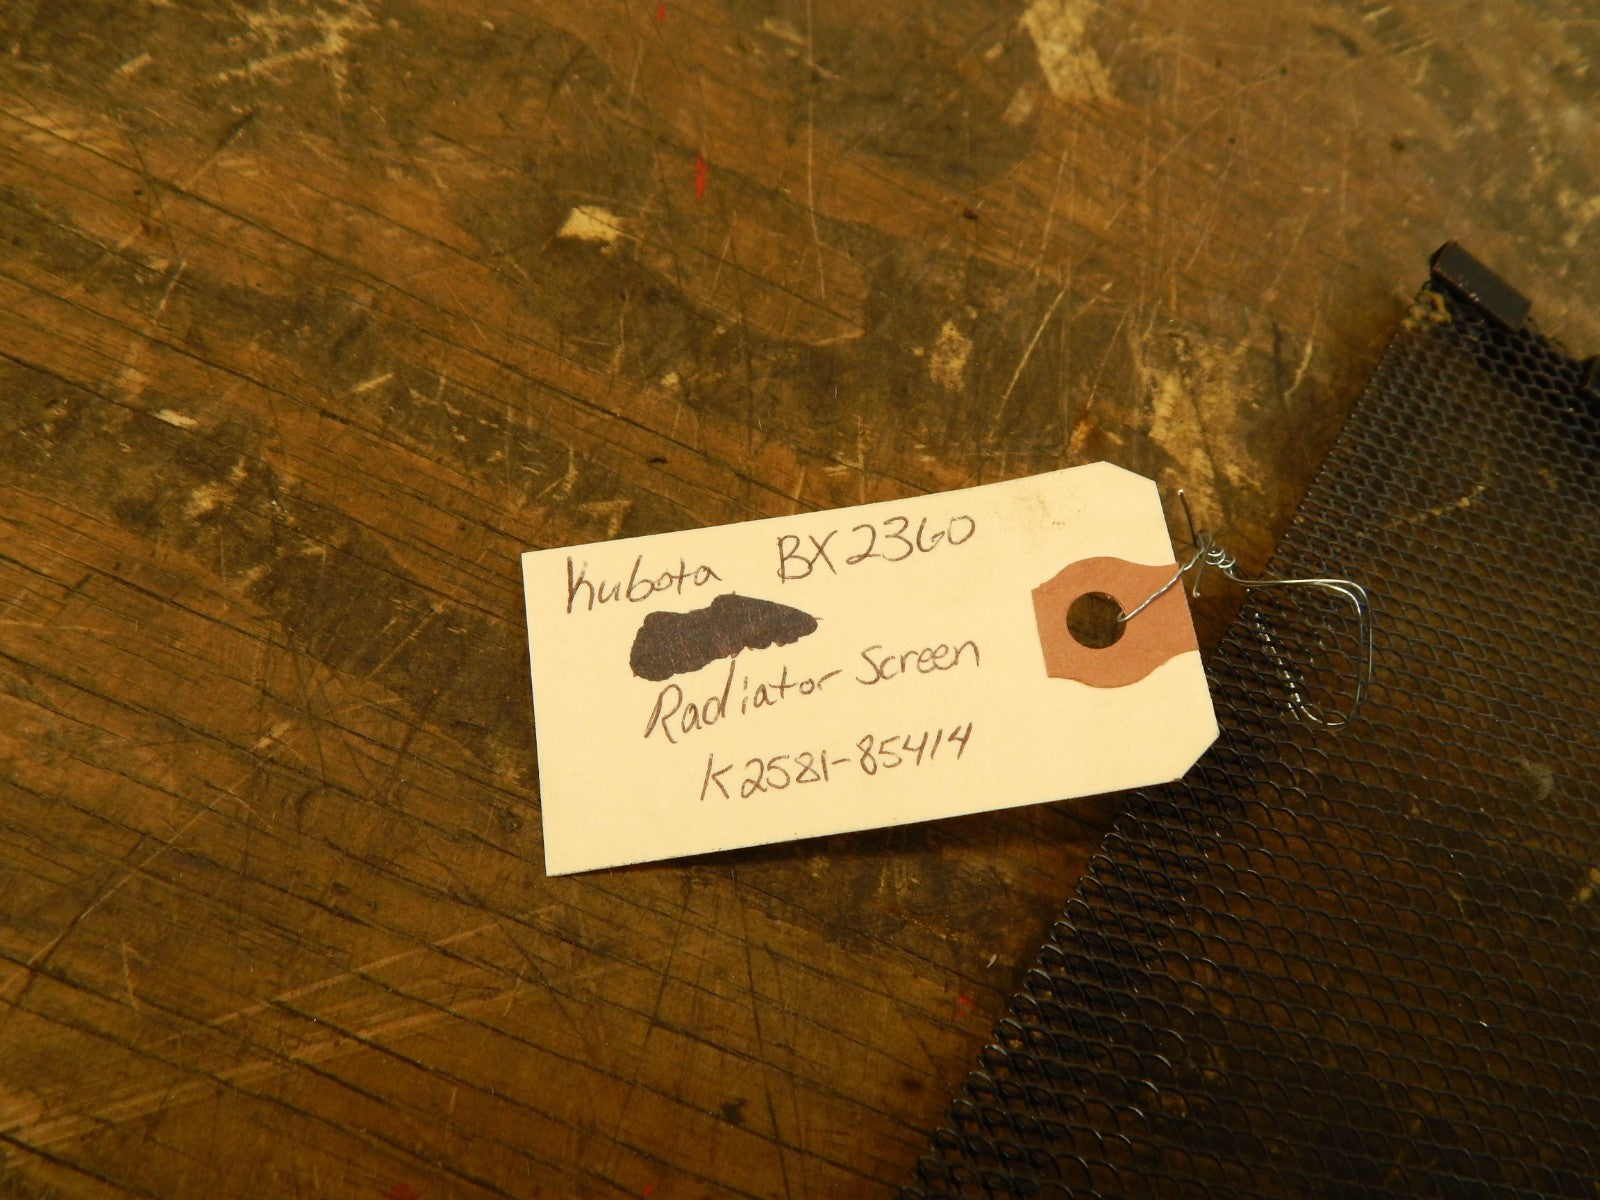 Kubota BX2360
Radiator Screen
K2581-85414